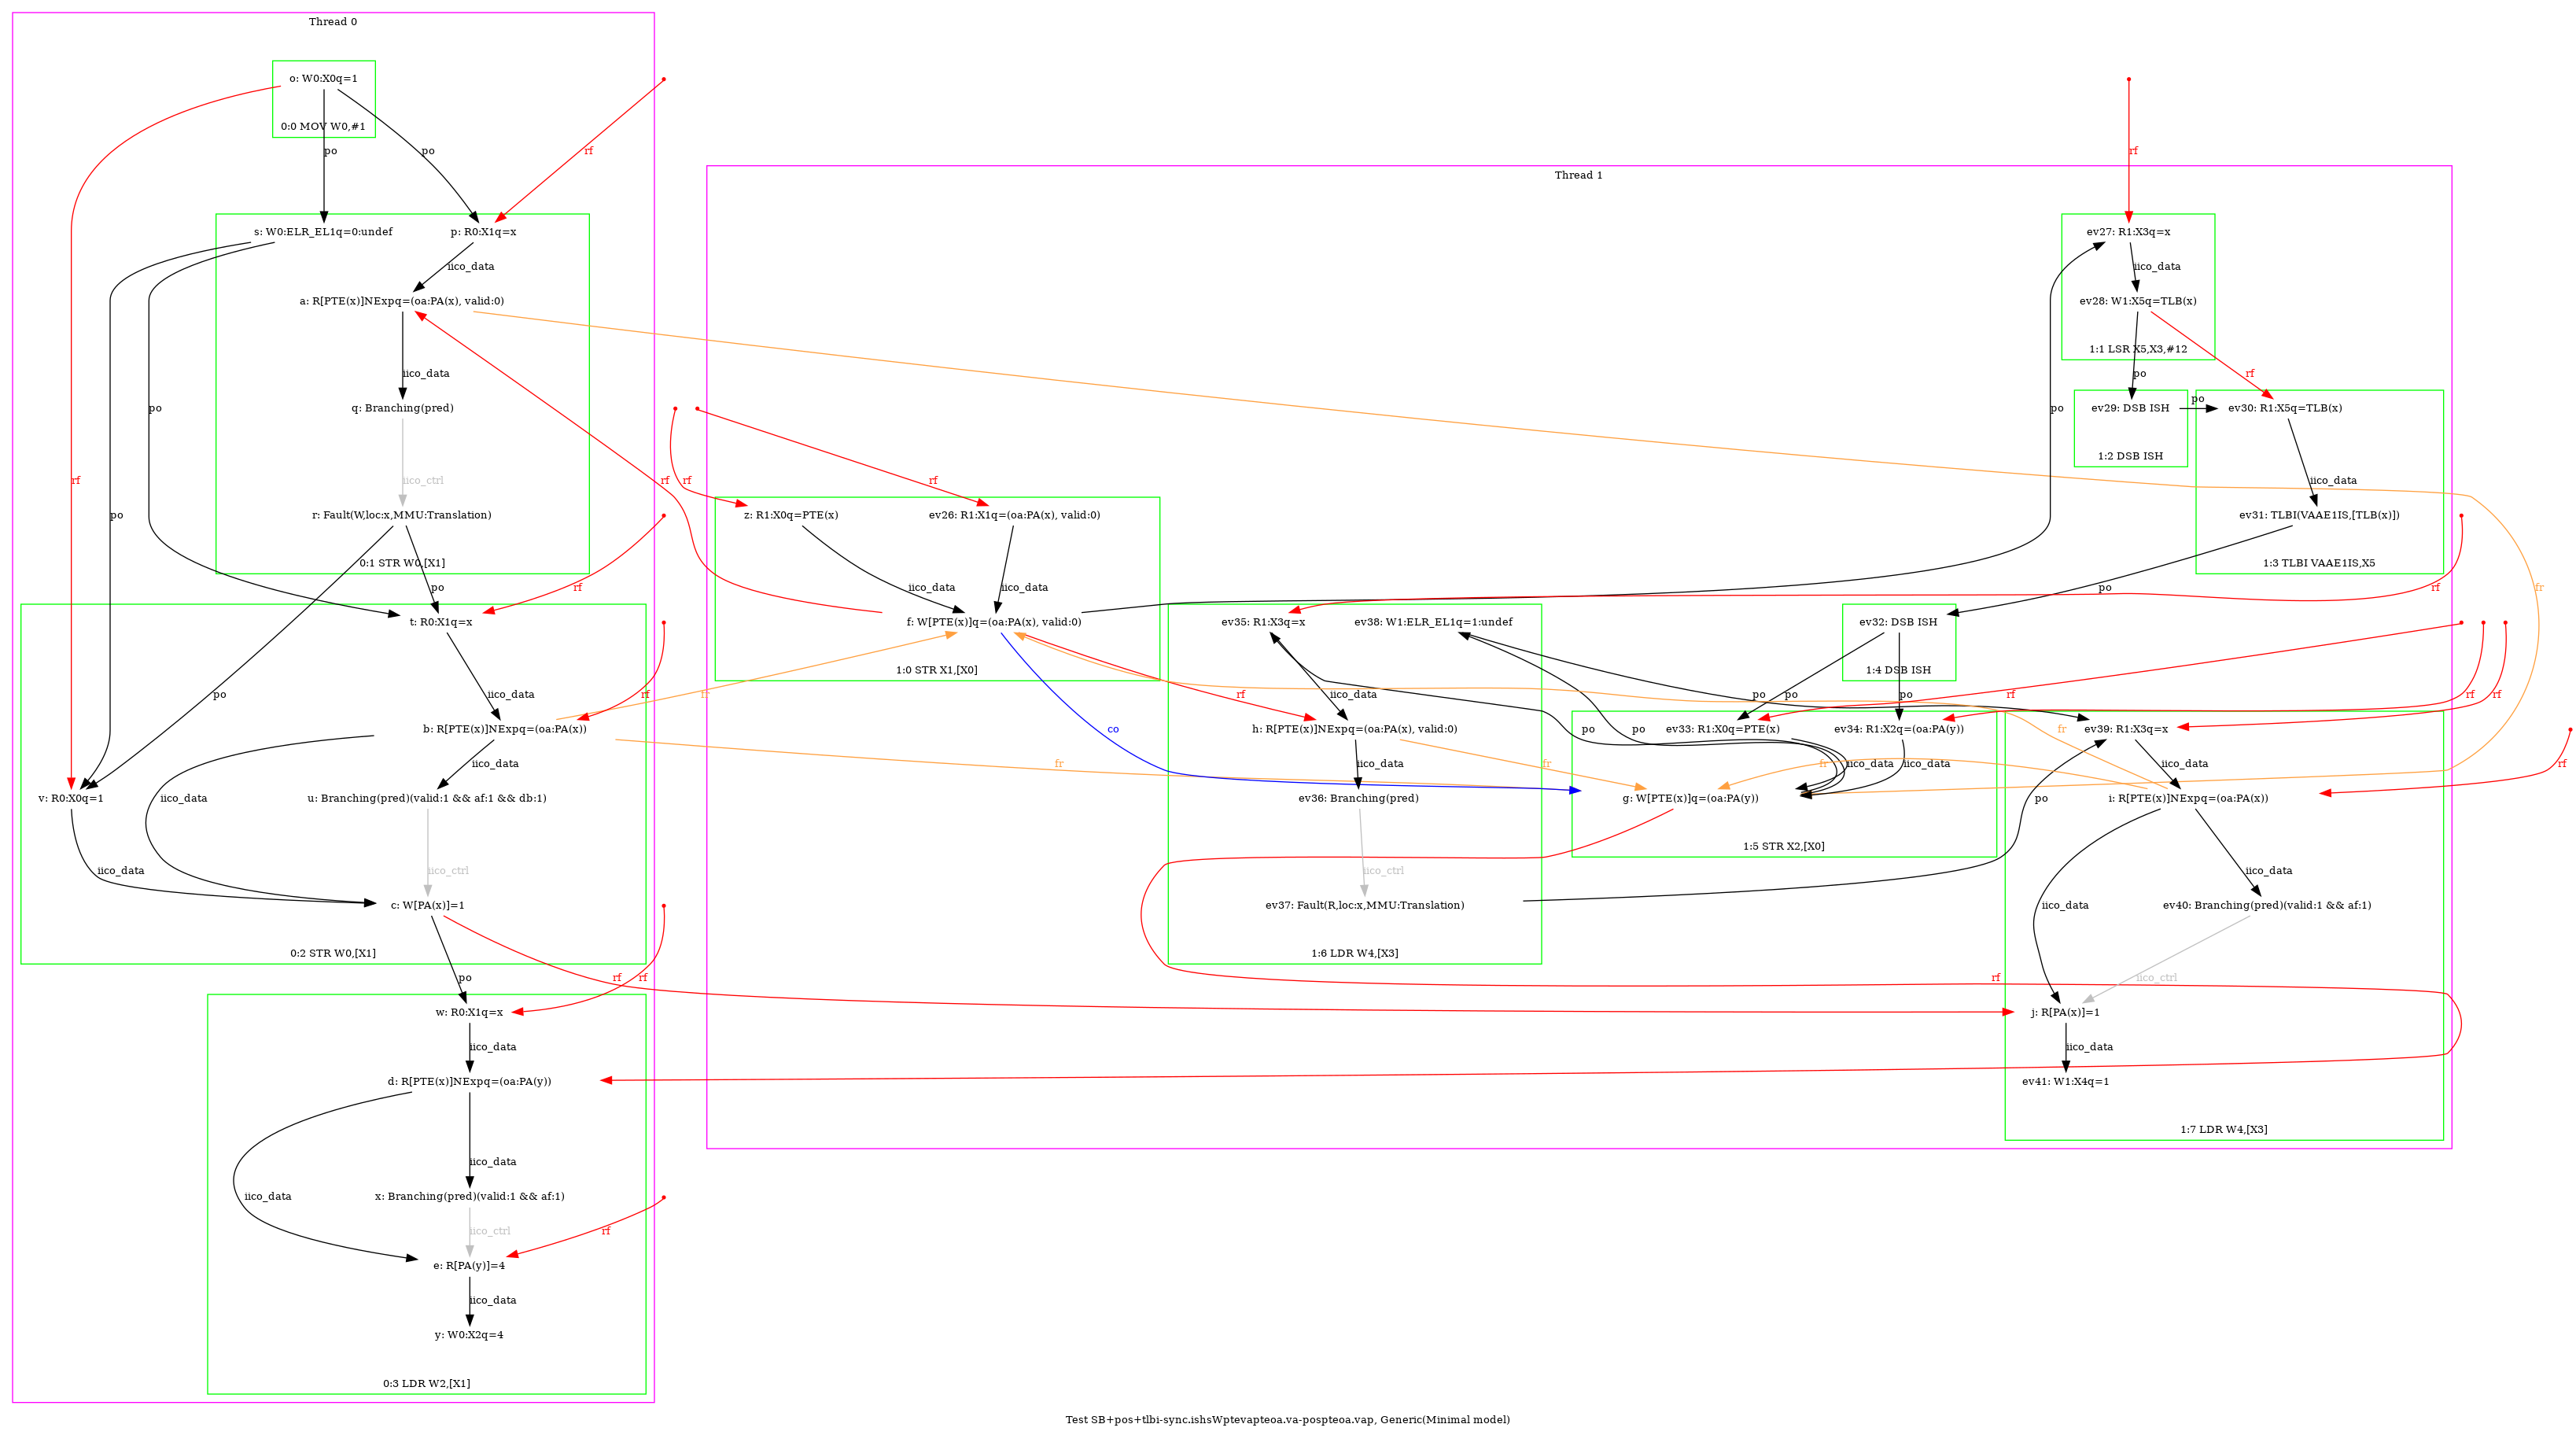 Thread 0
o: W0:X0q=1
0:0 MOV W0,#1
po
po
rf
rf
s: W0:ELR_EL1q=0:undef
p: R0:X1q=x
iico_data
a: R[PTE(x)]NExpq=(oa:PA(x), valid:0)
iico_data
q: Branching(pred)
iico_ctrl
r: Fault(W,loc:x,MMU:Translation)
0:1 STR W0,[X1]
po
po
po
po
rf
t: R0:X1q=x
iico_data
rf
b: R[PTE(x)]NExpq=(oa:PA(x))
iico_data
u: Branching(pred)(valid:1 && af:1 && db:1)
v: R0:X0q=1
iico_data
iico_data
iico_ctrl
c: W[PA(x)]=1
0:2 STR W0,[X1]
po
rf
rf
w: R0:X1q=x
iico_data
d: R[PTE(x)]NExpq=(oa:PA(y))
iico_data
iico_data
x: Branching(pred)(valid:1 && af:1)
iico_ctrl
rf
e: R[PA(y)]=4
iico_data
y: W0:X2q=4
0:3 LDR W2,[X1]
Thread 1
rf
ev27: R1:X3q=x
iico_data
ev28: W1:X5q=TLB(x)
1:1 LSR X5,X3,#12
po
rf
ev29: DSB ISH
1:2 DSB ISH
po
ev30: R1:X5q=TLB(x)
iico_data
ev31: TLBI(VAAE1IS,[TLB(x)])
1:3 TLBI VAAE1IS,X5
po
po
rf
rf
rf
z: R1:X0q=PTE(x)
ev26: R1:X1q=(oa:PA(x), valid:0)
iico_data
iico_data
f: W[PTE(x)]q=(oa:PA(x), valid:0)
1:0 STR X1,[X0]
fr
fr
co
rf
fr
rf
ev35: R1:X3q=x
ev38: W1:ELR_EL1q=1:undef
iico_data
h: R[PTE(x)]NExpq=(oa:PA(x), valid:0)
iico_data
ev36: Branching(pred)
iico_ctrl
ev37: Fault(R,loc:x,MMU:Translation)
1:6 LDR W4,[X3]
fr
po
po
po
ev32: DSB ISH
1:4 DSB ISH
po
po
rf
rf
rf
ev33: R1:X0q=PTE(x)
ev34: R1:X2q=(oa:PA(y))
iico_data
iico_data
g: W[PTE(x)]q=(oa:PA(y))
1:5 STR X2,[X0]
fr
fr
po
rf
ev39: R1:X3q=x
iico_data
i: R[PTE(x)]NExpq=(oa:PA(x))
rf
iico_data
iico_data
ev40: Branching(pred)(valid:1 && af:1)
iico_ctrl
j: R[PA(x)]=1
iico_data
ev41: W1:X4q=1
1:7 LDR W4,[X3]
Test SB+pos+tlbi-sync.ishsWptevapteoa.va-pospteoa.vap, Generic(Minimal model)